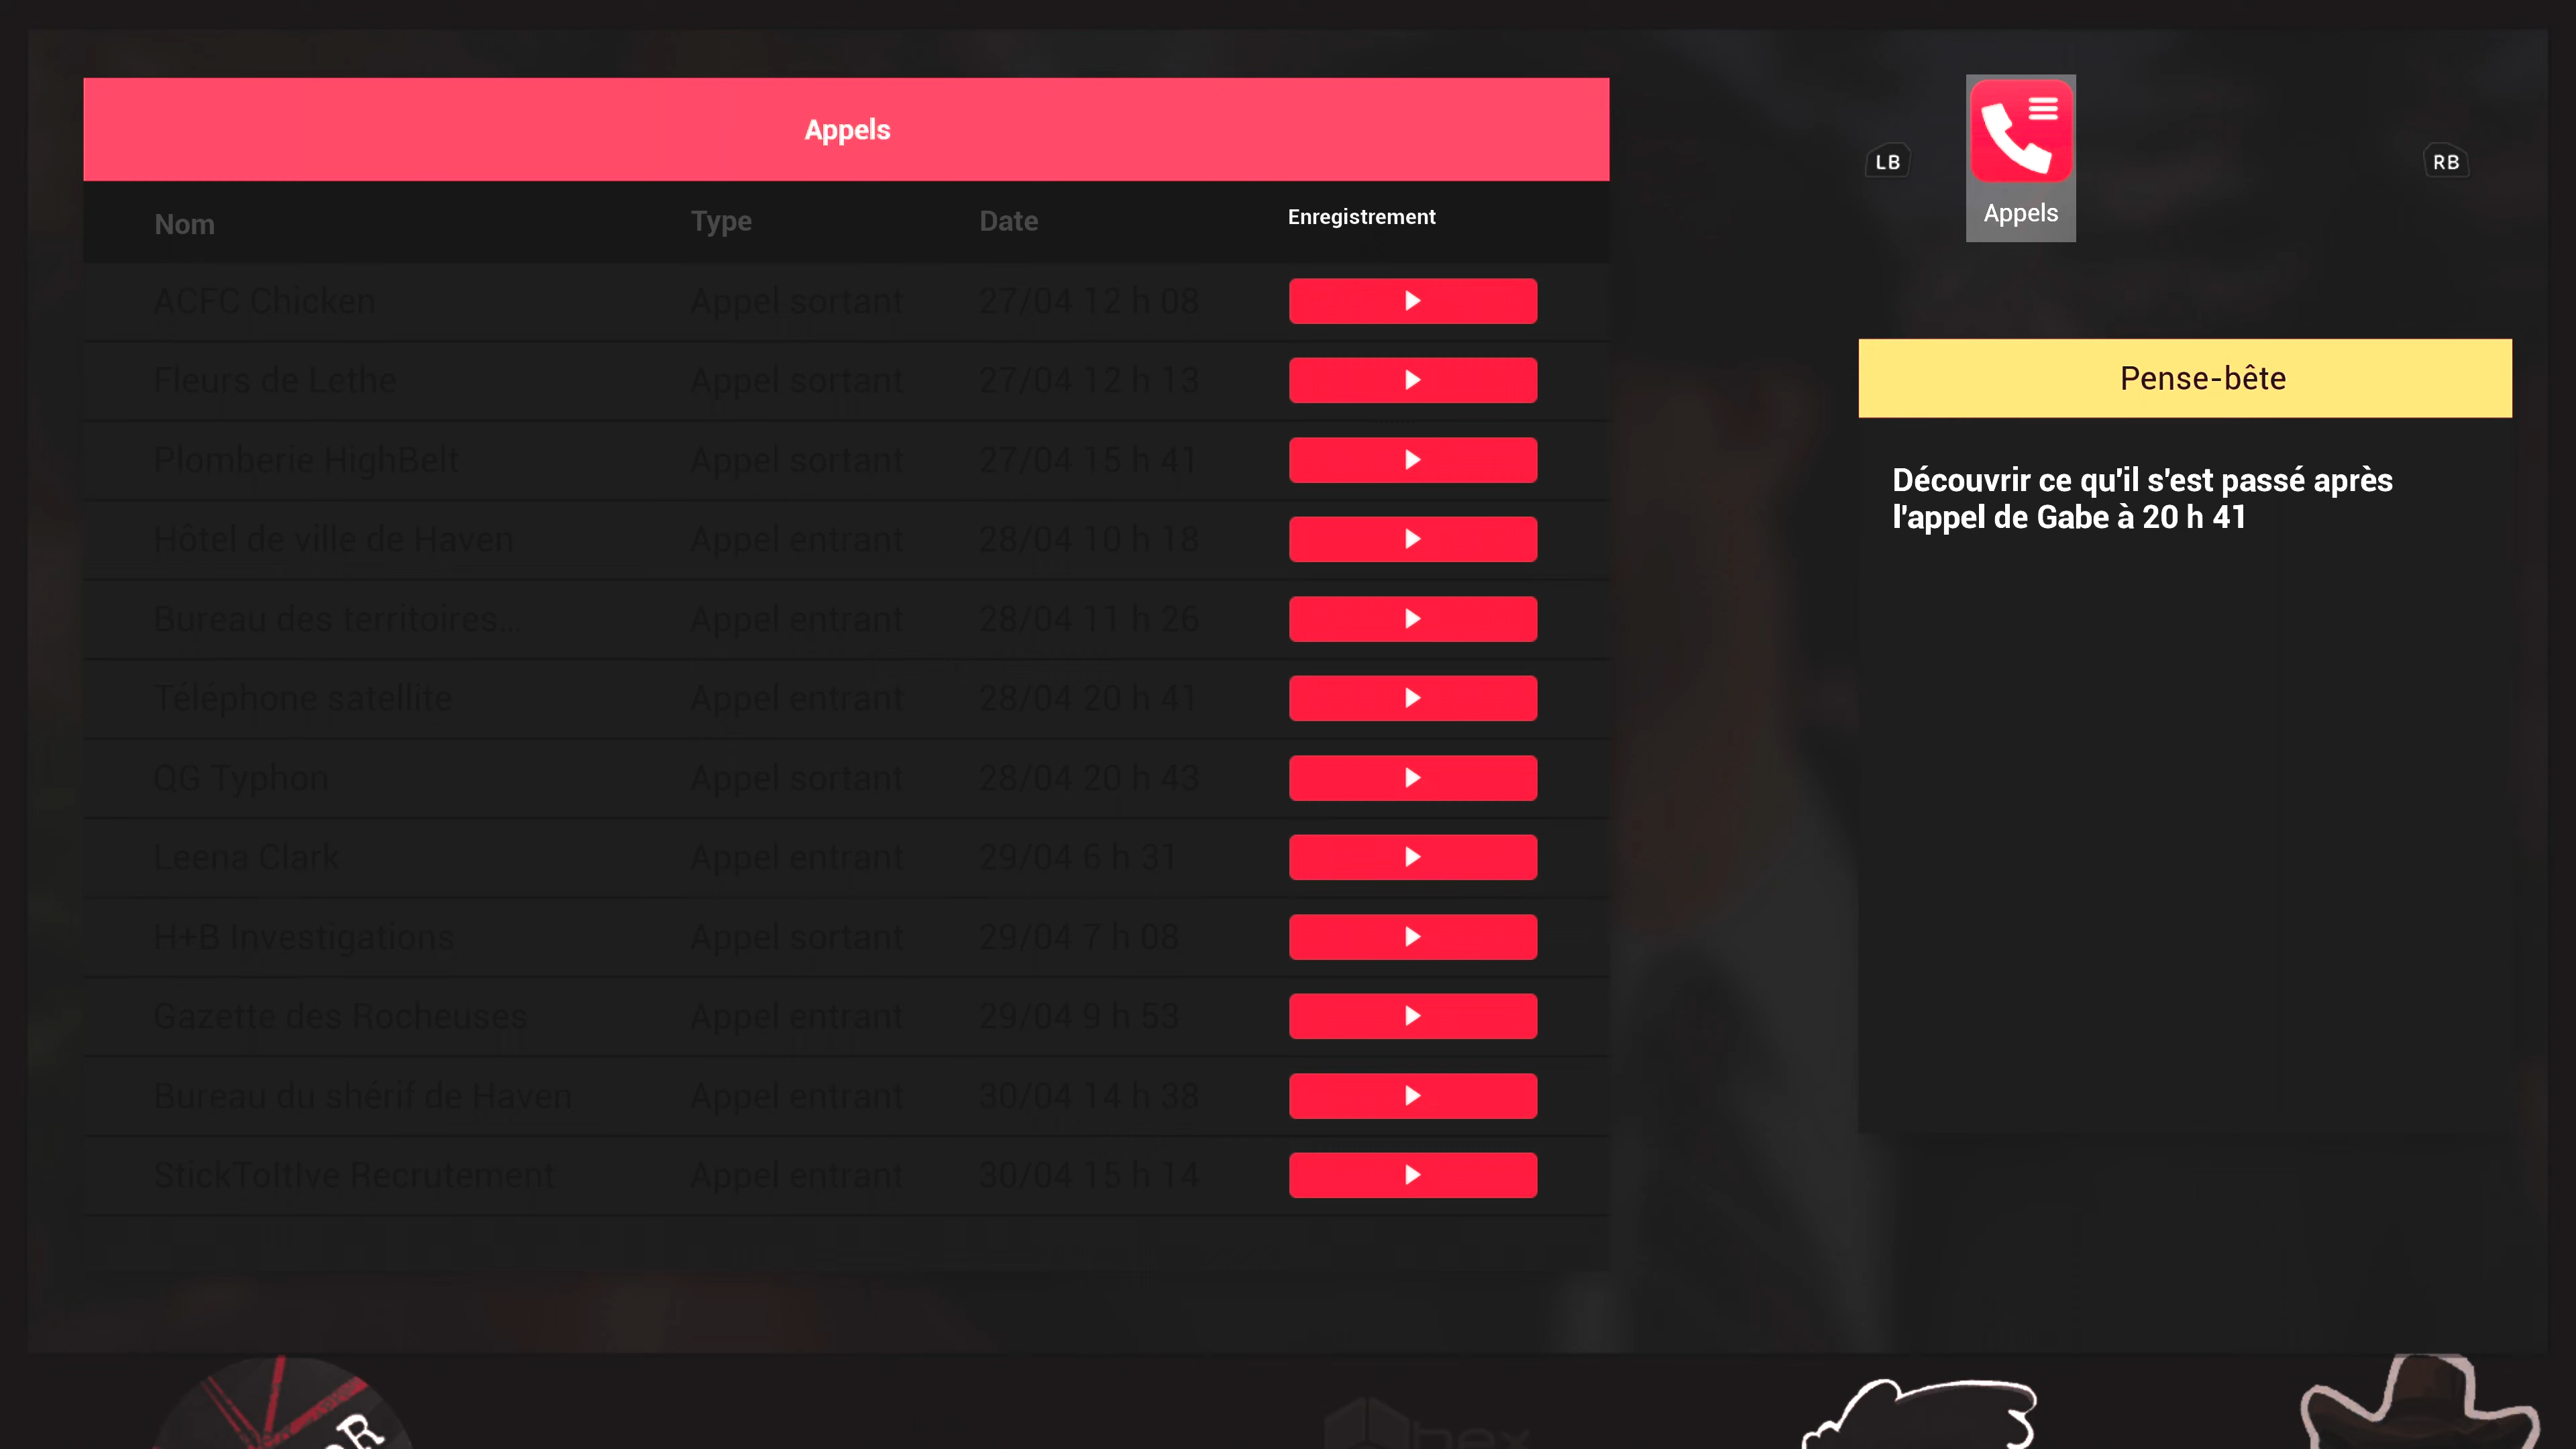 Appels
Nom Type Date Enregistrement
ACFC Chicken Appel sortant 27/04 12 h 08
Fleurs de Lethe Appel sortant 27/04 12 h 13
Plomberie HighBelt Appel sortant 27/04 15 h 41
Hôtel de ville de Haven Appel entrant 28/04 10 h 18
Bureau des territoires... Appel entrant 28/04 11 h 26
Téléphone satellite Appel entrant 28/04 20 h 41
QG Typhon Appel sortant 28/04 20 h 43
Leena Clark Appel entrant 29/04 6 h 31
H+B Investigations Appel sortant 29/04 7 h 08
Gazette des Rocheuses Appel entrant 29/04 9 h 53
Bureau du shérif de Haven Appel entrant 30/04 14 h 38
StickToItIve Recrutement Appel entrant 30/04 15 h 14
LB
Appels
RB
Pense-bête
Découvrir ce qu'il s'est passé après
l'appel de Gabe à 20 h 41